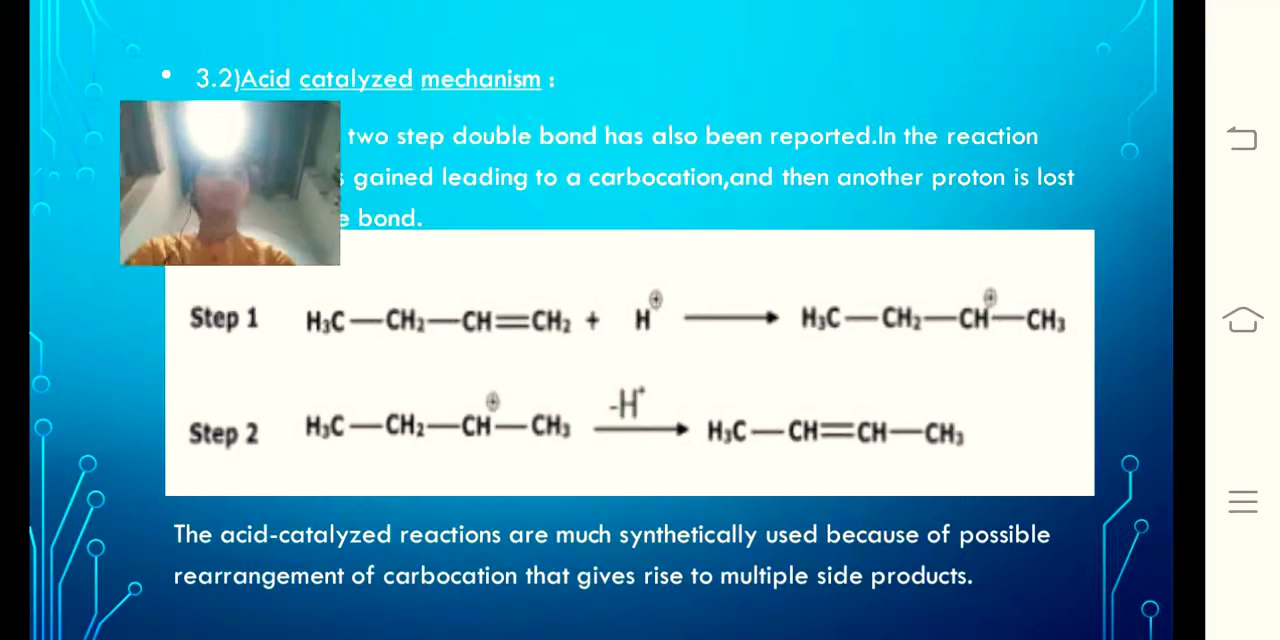 • 3.2)Acid catalyzed mechanism :
two step double bond has also been reported.In the reaction
gained leading to a carbocation,and then another proton is lost
bond.
Step 1 H₃C—CH₂—CH=CH₂ + H⊕ ⟶ H₃C—CH₂—CH⊕—CH₃
Step 2 H₃C—CH₂—CH⊕—CH₃ -H⁺ ⟶ H₃C—CH=CH—CH₃
The acid-catalyzed reactions are much synthetically used because of possible
rearrangement of carbocation that gives rise to multiple side products.